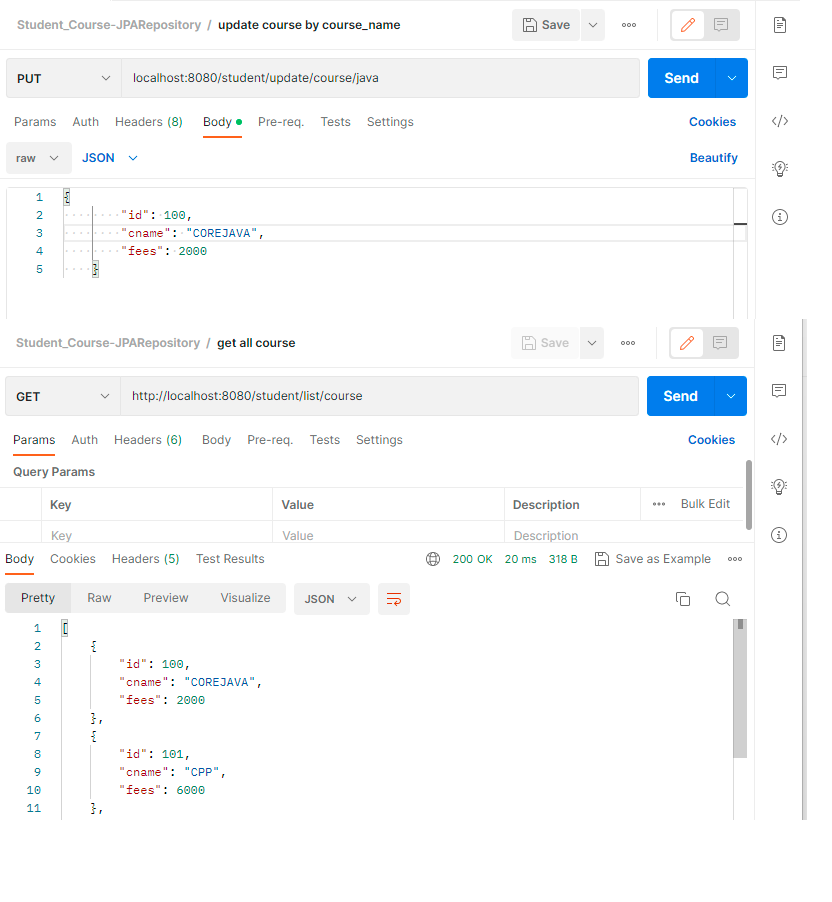 Student_Course-JPARepository / update course by course_name Save
PUT localhost:8080/student/update/course/java Send
Params Auth Headers (8) Body Pre-req. Tests Settings Cookies
raw JSON Beautify
1 {
2 "id": 100,
3 "cname": "COREJAVA",
4 "fees": 2000
5 }
Student_Course-JPARepository / get all course Save
GET http://localhost:8080/student/list/course Send
Params Auth Headers (6) Body Pre-req. Tests Settings Cookies
Query Params
Key Value Description Bulk Edit
Key Value Description
Body Cookies Headers (5) Test Results 200 OK 20 ms 318 B Save as Example
Pretty Raw Preview Visualize JSON
1 [
2 {
3 "id": 100,
4 "cname": "COREJAVA",
5 "fees": 2000
6 },
7 {
8 "id": 101,
9 "cname": "CPP",
10 "fees": 6000
11 },